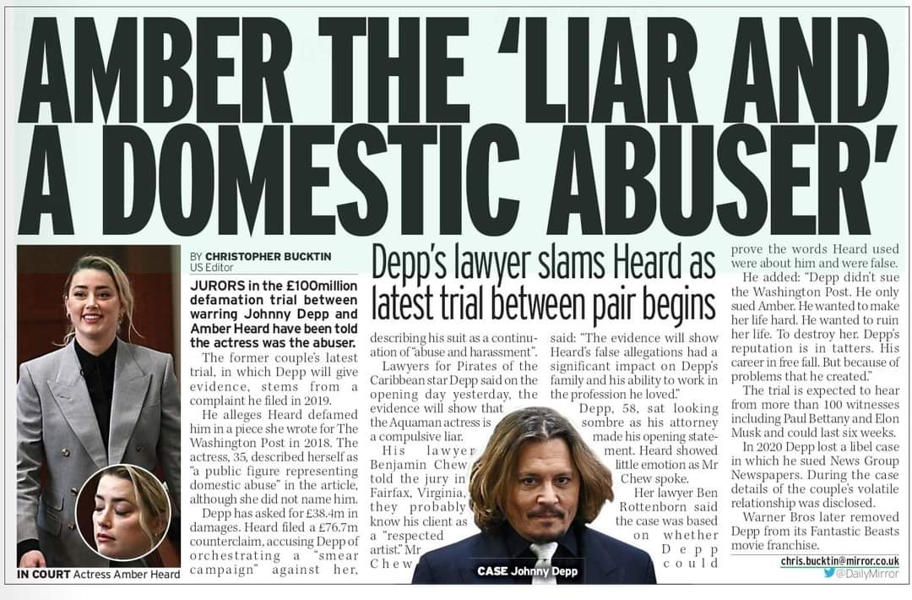 AMBER THE ‘LIAR AND
A DOMESTIC ABUSER’
IN COURT Actress Amber Heard
BY CHRISTOPHER BUCKTIN
US Editor
JURORS in the £100million
defamation trial between
warring Johnny Depp and
Amber Heard have been told
the actress was the abuser.
The former couple’s latest
trial, in which Depp will give
evidence, stems from a
complaint he filed in 2019.
He alleges Heard defamed
him in a piece she wrote for The
Washington Post in 2018. The
actress, 35, described herself as
“a public figure representing
domestic abuse” in the article,
although she did not name him.
Depp has asked for £38.4m in
damages. Heard filed a £76.7m
counterclaim, accusing Depp of
orchestrating a “smear
campaign” against her,
Depp’s lawyer slams Heard as
latest trial between pair begins
describing his suit as a continu-
ation of “abuse and harassment”.
Lawyers for Pirates of the
Caribbean star Depp said on the
opening day yesterday, the
evidence will show that
the Aquaman actress is
a compulsive liar.
His lawyer
Benjamin Chew
told the jury in
Fairfax, Virginia,
they probably
know his client as
a “respected
artist.” Mr
Chew
said: “The evidence will show
Heard’s false allegations had a
significant impact on Depp’s
family and his ability to work in
the profession he loved.”
Depp, 58, sat looking
sombre as his attorney
made his opening state-
ment. Heard showed
little emotion as Mr
Chew spoke.
Her lawyer Ben
Rottenborn said
the case was based
on whether
Depp
could
CASE Johnny Depp
prove the words Heard used
were about him and were false.
He added: “Depp didn’t sue
the Washington Post. He only
sued Amber. He wanted to make
her life hard. He wanted to ruin
her life. To destroy her. Depp’s
reputation is in tatters. His
career in free fall. But because of
problems that he created.”
The trial is expected to hear
from more than 100 witnesses
including Paul Bettany and Elon
Musk and could last six weeks.
In 2020 Depp lost a libel case
in which he sued News Group
Newspapers. During the case
details of the couple’s volatile
relationship was disclosed.
Warner Bros later removed
Depp from its Fantastic Beasts
movie franchise.
chris.bucktin@mirror.co.uk
@DailyMirror